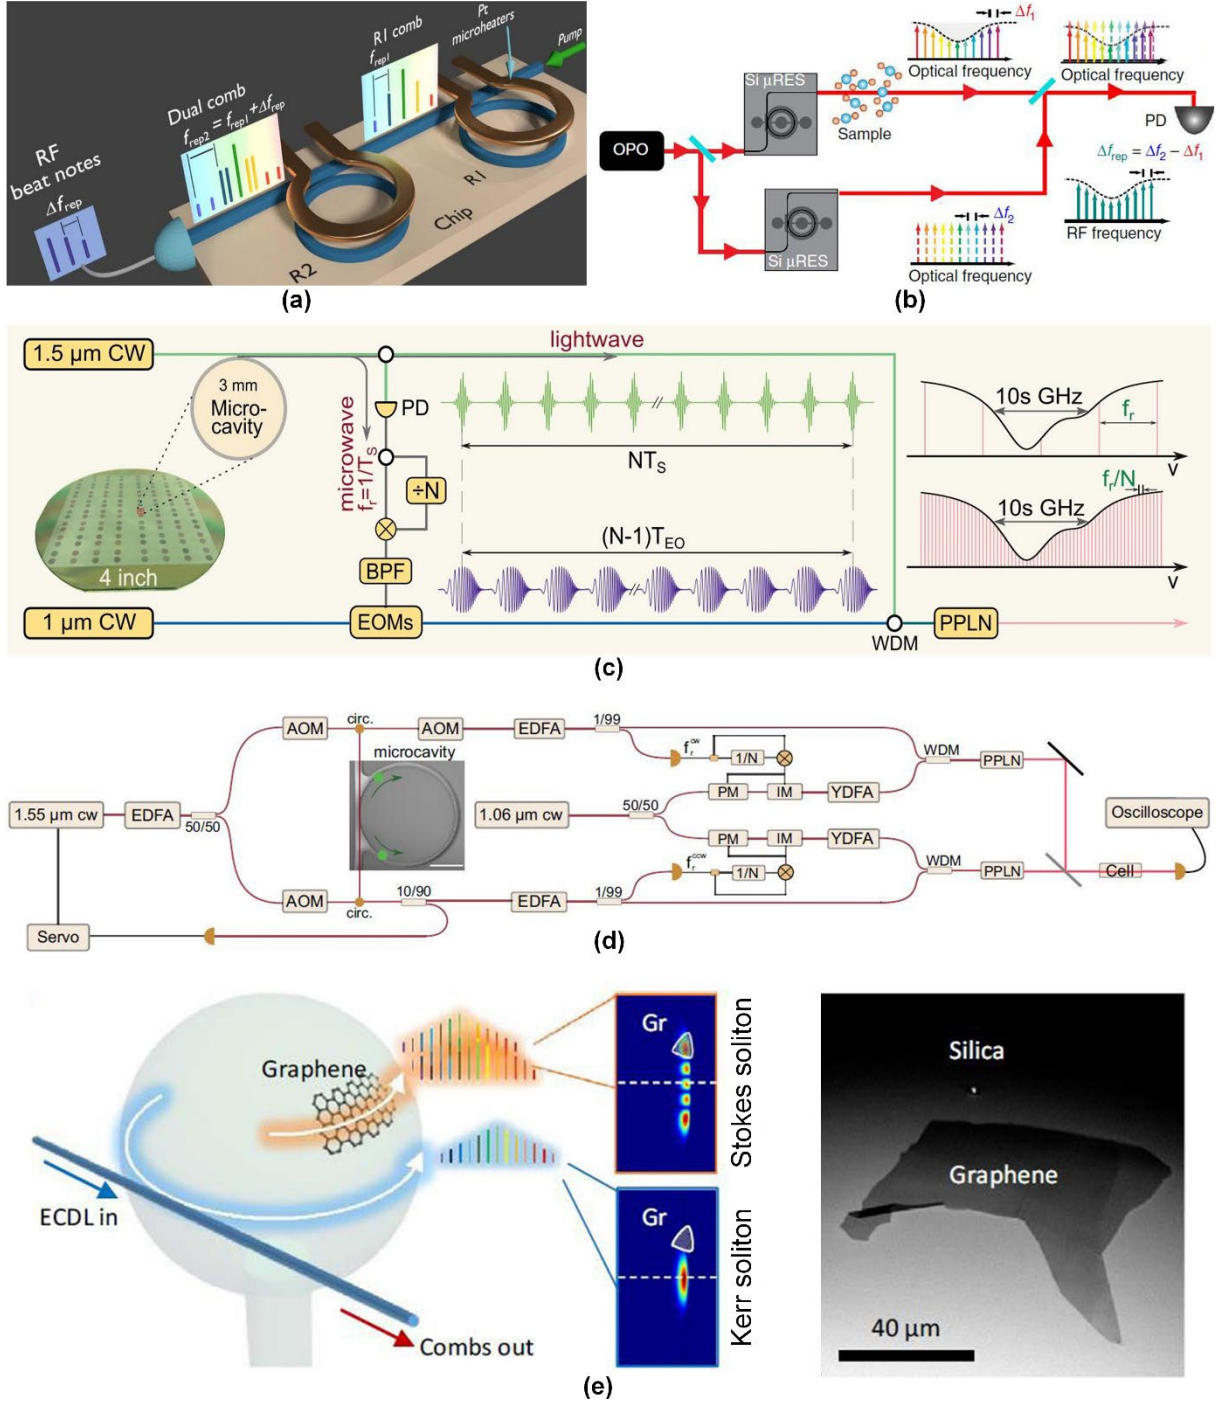 RF
beat notes
Δf_rep
Dual comb
f_rep2 = f_rep1 + Δf_rep
R1 comb
f_rep1
Pt
microheaters
Pump
R1
R2
Chip
(a)
OPO
Si μRES
Sample
Δf₁
Optical frequency
Optical frequency
PD
Δf_rep = Δf₂ − Δf₁
RF frequency
Si μRES
Δf₂
Optical frequency
(b)
1.5 μm CW
lightwave
3 mm
Micro-
cavity
4 inch
microwave
f_r=1/T_S
PD
÷N
BPF
EOMs
1 μm CW
NT_S
(N-1)T_EO
WDM
PPLN
10s GHz
f_r
v
f_r/N
10s GHz
v
(c)
1.55 μm cw
EDFA
50/50
AOM
circ.
AOM
EDFA
1/99
microcavity
f_r^cw
1/N
PM
IM
YDFA
1.06 μm cw
50/50
PM
IM
YDFA
f_r^ccw
1/N
WDM
PPLN
WDM
PPLN
Cell
Oscilloscope
AOM
circ.
10/90
EDFA
1/99
Servo
(d)
Graphene
ECDL in
Combs out
Gr
Stokes soliton
Gr
Kerr soliton
Silica
Graphene
40 μm
(e)